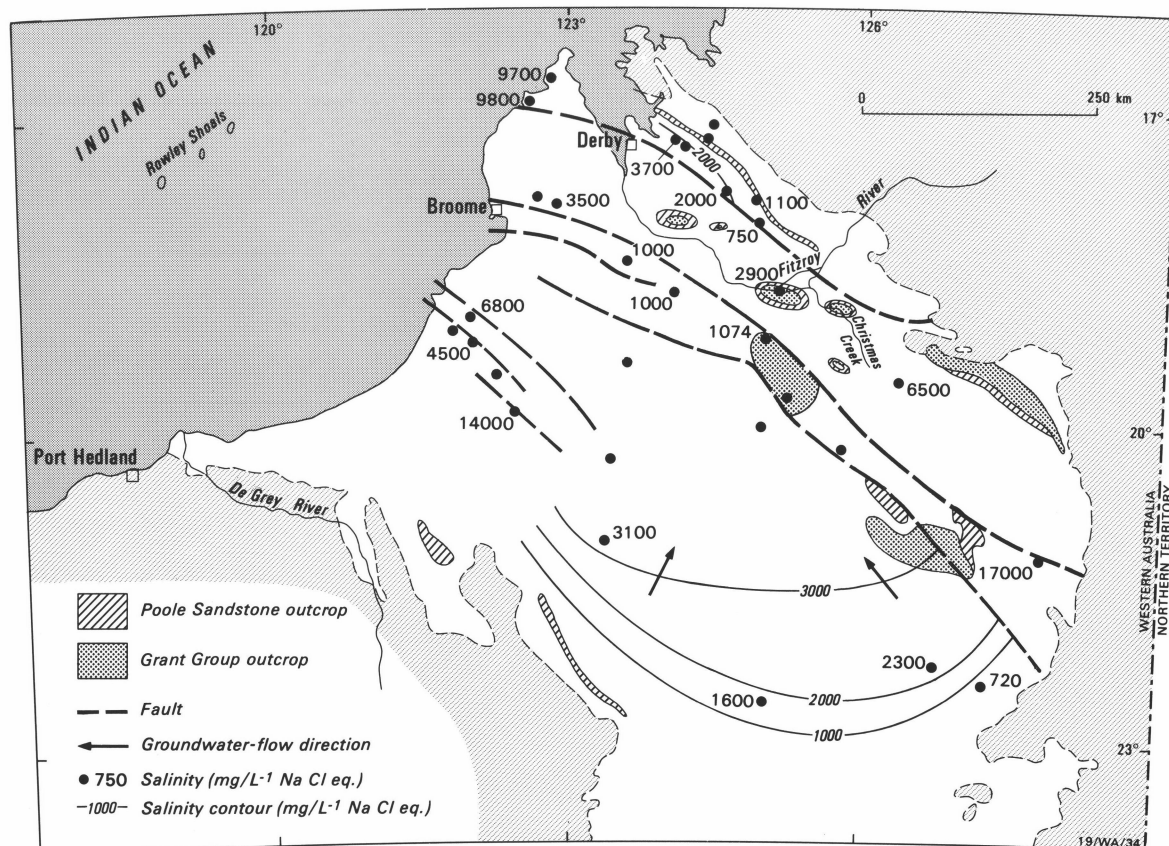 120°
123°
126°
INDIAN OCEAN
Rowley Shoals
9700
9800
0 250 km
17°
Derby
3700
2000
2000
1100
River
Broome
3500
750
1000
Fitzroy
2900
1000
6800
1074
Christmas
Creek
4500
6500
14000
20°
Port Hedland
De Grey River
WESTERN AUSTRALIA
NORTHERN TERRITORY
3100
17000
3000
Poole Sandstone outcrop
Grant Group outcrop
2300
720
1600
2000
1000
Fault
Groundwater-flow direction
23°
750 Salinity (mg/L-1 Na Cl eq.)
-1000- Salinity contour (mg/L-1 Na Cl eq.)
19/WA/34